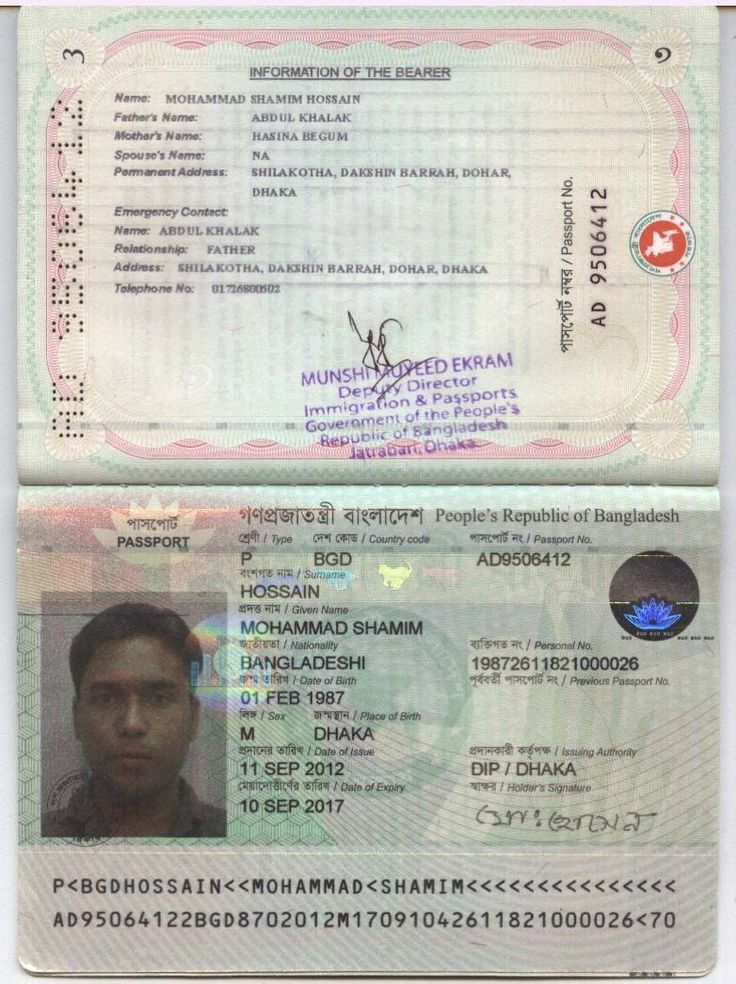 3
১
INFORMATION OF THE BEARER
Name: MOHAMMAD SHAMIM HOSSAIN
Father's Name: ABDUL KHALAK
Mother's Name: HASINA BEGUM
Spouse's Name: NA
Permanent Address: SHILAKOTHA, DAKSHIN BARRAH, DOHAR,
DHAKA
Emergency Contact:
Name: ABDUL KHALAK
Relationship: FATHER
Address: SHILAKOTHA, DAKSHIN BARRAH, DOHAR, DHAKA
Telephone No: 01726800502
AD 9506412
পাসপোর্ট নম্বর / Passport No.
AD 9506412
MUNSHI MUYEED EKRAM
Deputy Director
Immigration & Passports
Government of the People's
Republic of Bangladesh
Jatrabari, Dhaka
পাসপোর্ট
PASSPORT
গণপ্রজাতন্ত্রী বাংলাদেশ People's Republic of Bangladesh
শ্রেণী / Type দেশ কোড / Country code পাসপোর্ট নং / Passport No.
P BGD AD9506412
বংশগত নাম / Surname
HOSSAIN
প্রদত্ত নাম / Given Name
MOHAMMAD SHAMIM
জাতীয়তা / Nationality ব্যক্তিগত নং / Personal No.
BANGLADESHI 19872611821000026
জন্ম তারিখ / Date of Birth পূর্ববর্তী পাসপোর্ট নং / Previous Passport No.
01 FEB 1987
লিঙ্গ / Sex জন্মস্থান / Place of Birth
M DHAKA
প্রদানের তারিখ / Date of Issue প্রদানকারী কর্তৃপক্ষ / Issuing Authority
11 SEP 2012 DIP / DHAKA
মেয়াদোত্তীর্ণের তারিখ / Date of Expiry স্বাক্ষর / Holder's Signature
10 SEP 2017 মোঃ হোসেন
P<BGDHOSSAIN<<MOHAMMAD<SHAMIM<<<<<<<<<<<<<<<
AD95064122BGD8702012M17091042611821000026<70